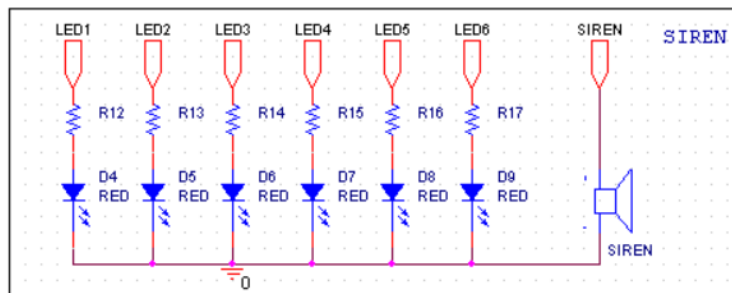 LED1 LED2 LED3 LED4 LED5 LED6 SIREN
SIREN
R12 R13 R14 R15 R16 R17
D4 D5 D6 D7 D8 D9
RED RED RED RED RED RED
SIREN
0